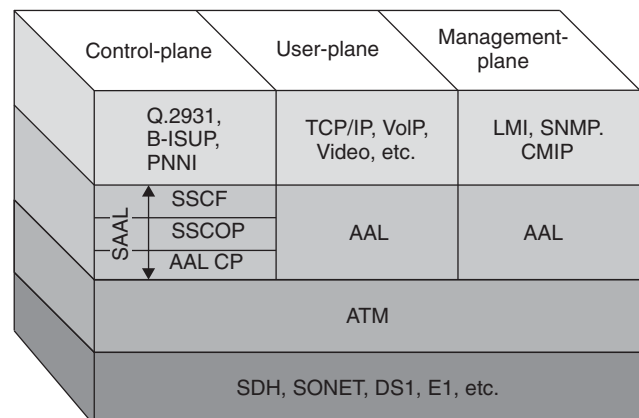 Control-plane
User-plane
Management-
plane
Q.2931,
B-ISUP,
PNNI
TCP/IP, VoIP,
Video, etc.
LMI, SNMP.
CMIP
SAAL
SSCF
SSCOP
AAL CP
AAL
AAL
ATM
SDH, SONET, DS1, E1, etc.